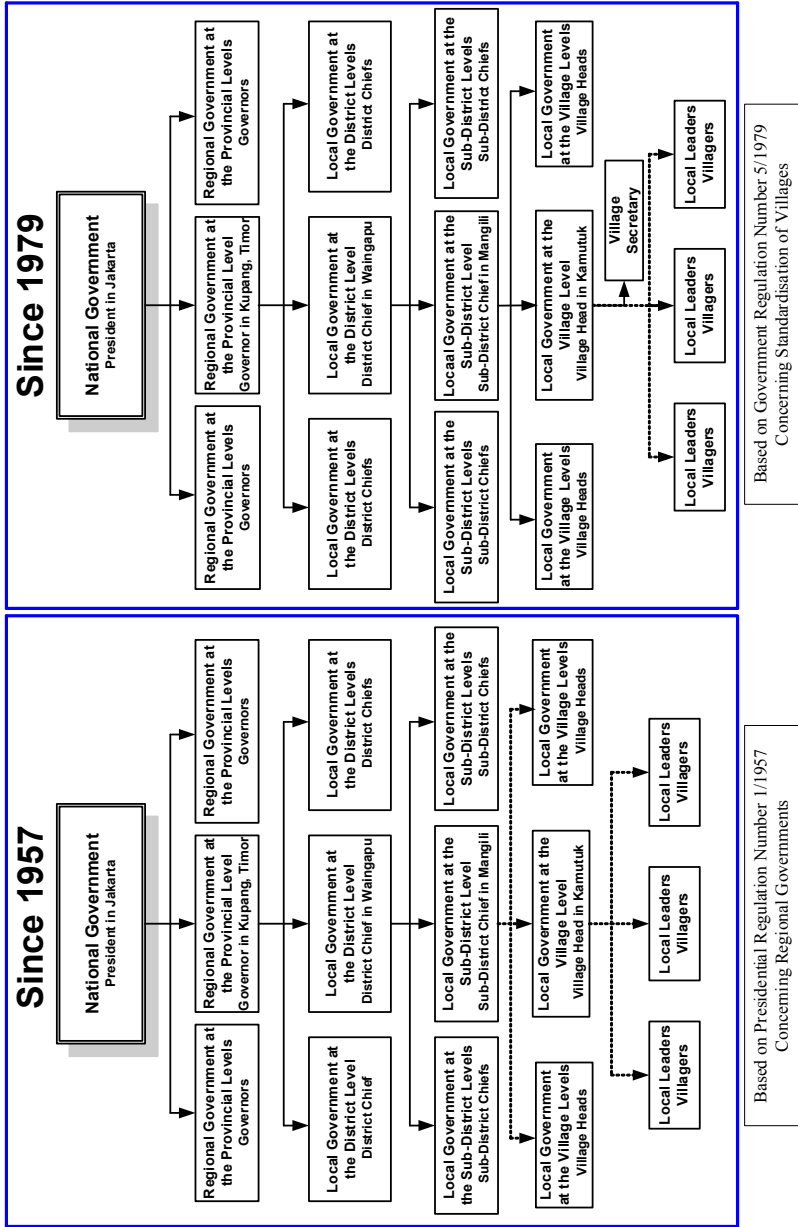 Since 1957
National Government
President in Jakarta
Regional Government at
the Provincial Levels
Governors
Regional Government at
the Provincial Level
Governor in Kupang, Timor
Regional Government at
the Provincial Levels
Governors
Local Government at
the District Level
District Chief
Local Government at
the District Level
District Chief in Waingapu
Local Government at
the District Levels
District Chiefs
Local Government at
the Sub-District Levels
Sub-District Chiefs
Local Government at the
Sub-District Level
Sub-District Chief in Mangili
Local Government at the
Sub-District Levels
Sub-District Chiefs
Local Government
at the Village Levels
Village Heads
Local Government at the
Village Level
Village Head in Kamutuk
Local Government
at the Village Levels
Village Heads
Local Leaders
Villagers
Local Leaders
Villagers
Local Leaders
Villagers
Based on Presidential Regulation Number 1/1957
Concerning Regional Governments
Since 1979
National Government
President in Jakarta
Regional Government at
the Provincial Levels
Governors
Regional Government at
the Provincial Level
Governor in Kupang, Timor
Regional Government at
the Provincial Levels
Governors
Local Government at
the District Levels
District Chiefs
Local Government at
the District Level
District Chief in Waingapu
Local Government at
the District Levels
District Chiefs
Local Government at the
Sub-District Levels
Sub-District Chiefs
Locaal Government at the
Sub-District Level
Sub-District Chief in Mangili
Local Government at the
Sub-District Levels
Sub-District Chiefs
Local Government
at the Village Levels
Village Heads
Local Government at the
Village Level
Village Head in Kamutuk
Local Government
at the Village Levels
Village Heads
Village
Secretary
Local Leaders
Villagers
Local Leaders
Villagers
Local Leaders
Villagers
Based on Government Regulation Number 5/1979
Concerning Standardisation of Villages